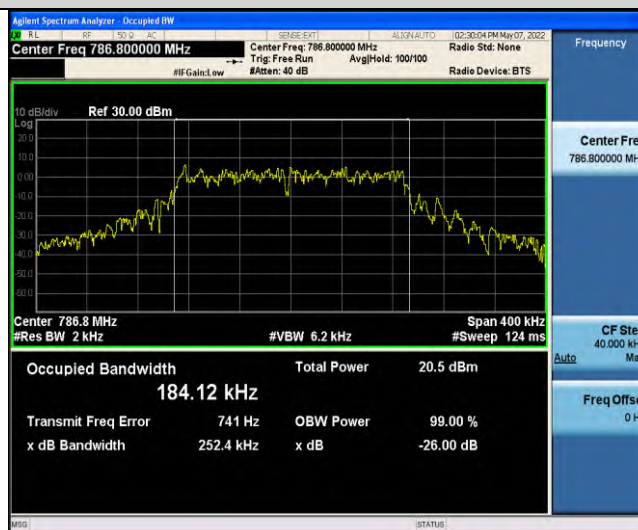 Agilent Spectrum Analyzer - Occupied BW
RL RF 50 Ω AC SENSE:EXT ALIGN AUTO 02:30:04 PM May 07, 2022
Center Freq 786.800000 MHz Center Freq: 786.800000 MHz Radio Std: None
Trig: Free Run Avg|Hold: 100/100
#IFGain:Low #Atten: 40 dB Radio Device: BTS
10 dB/div Ref 30.00 dBm
Log
20.0
10.0
0.00
-10.0
-20.0
-30.0
-40.0
-50.0
-60.0
Center 786.8 MHz Span 400 kHz
#Res BW 2 kHz #VBW 6.2 kHz #Sweep 124 ms
Occupied Bandwidth Total Power 20.5 dBm
184.12 kHz
Transmit Freq Error 741 Hz OBW Power 99.00 %
x dB Bandwidth 252.4 kHz x dB -26.00 dB
MSG STATUS
Frequency
Center Fre
786.800000 MH
CF Ste
40.000 kH
Auto Ma
Freq Offse
0 H